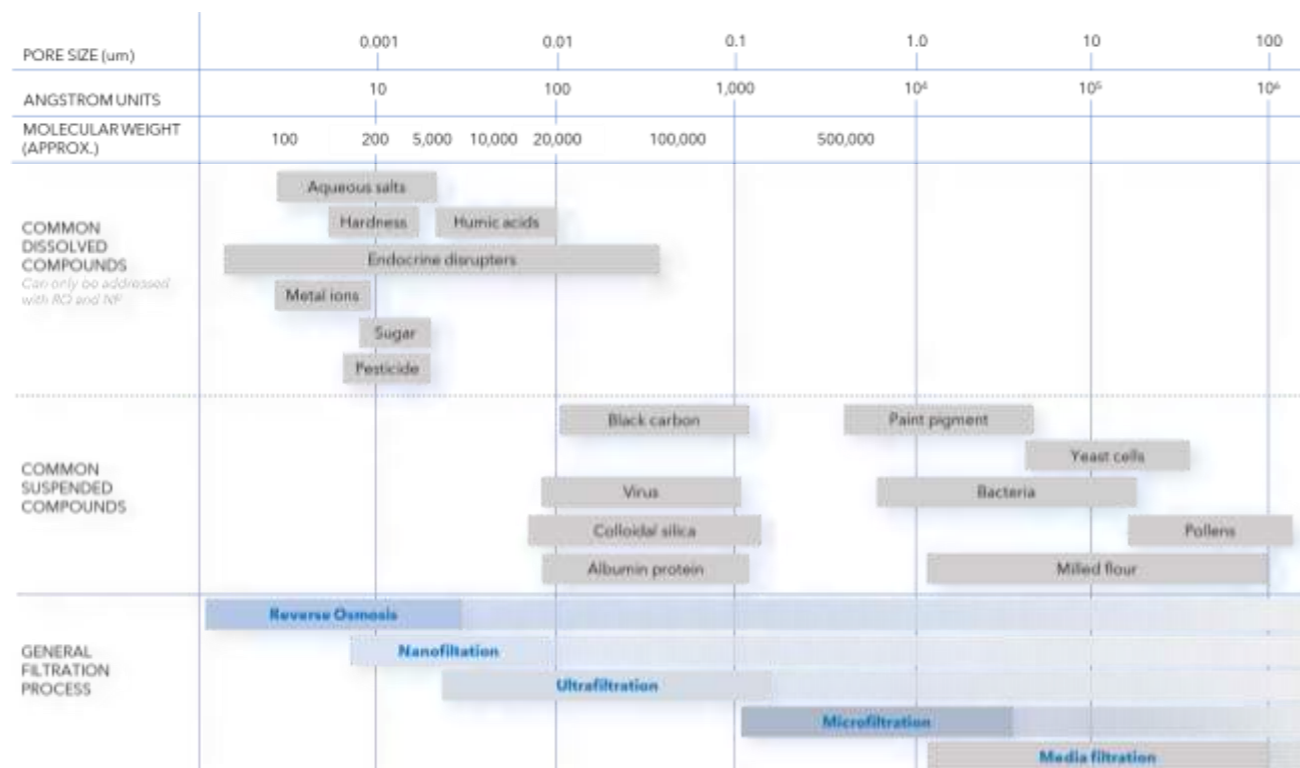 PORE SIZE (um) 0.001 0.01 0.1 1.0 10 100
ANGSTROM UNITS 10 100 1,000 10⁴ 10⁵ 10⁶
MOLECULAR WEIGHT
(APPROX.) 100 200 5,000 10,000 20,000 100,000 500,000
COMMON
DISSOLVED
COMPOUNDS
Can only be addressed
with RO and NF
Aqueous salts
Hardness Humic acids
Endocrine disrupters
Metal ions
Sugar
Pesticide
COMMON
SUSPENDED
COMPOUNDS
Black carbon Paint pigment
Yeast cells
Virus Bacteria
Colloidal silica Pollens
Albumin protein Milled flour
GENERAL
FILTRATION
PROCESS
Reverse Osmosis
Nanofiltation
Ultrafiltration
Microfiltration
Media filtration